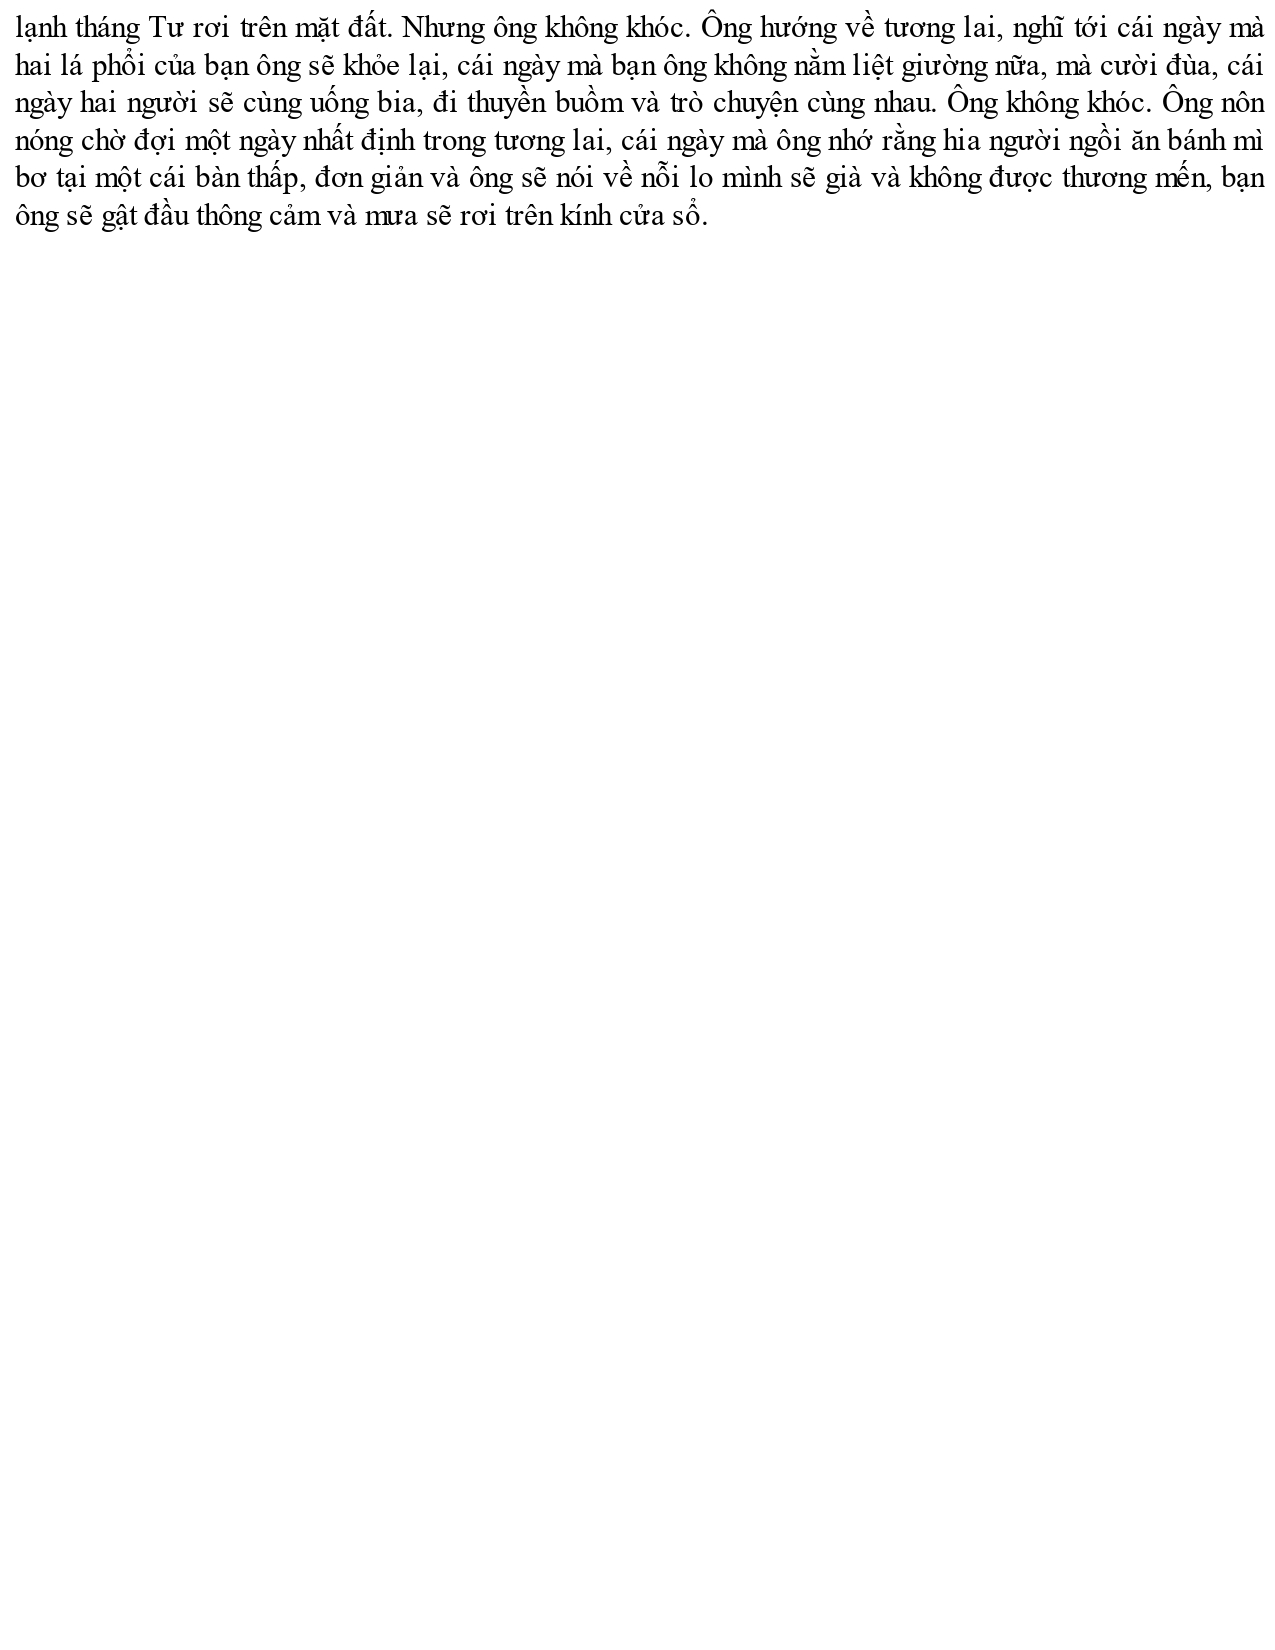 lạnh tháng Tư rơi trên mặt đất. Nhưng ông không khóc. Ông hướng về tương lai, nghĩ tới cái ngày mà
hai lá phổi của bạn ông sẽ khỏe lại, cái ngày mà bạn ông không nằm liệt giường nữa, mà cười đùa, cái
ngày hai người sẽ cùng uống bia, đi thuyền buồm và trò chuyện cùng nhau. Ông không khóc. Ông nôn
nóng chờ đợi một ngày nhất định trong tương lai, cái ngày mà ông nhớ rằng hia người ngồi ăn bánh mì
bơ tại một cái bàn thấp, đơn giản và ông sẽ nói về nỗi lo mình sẽ già và không được thương mến, bạn
ông sẽ gật đầu thông cảm và mưa sẽ rơi trên kính cửa sổ.